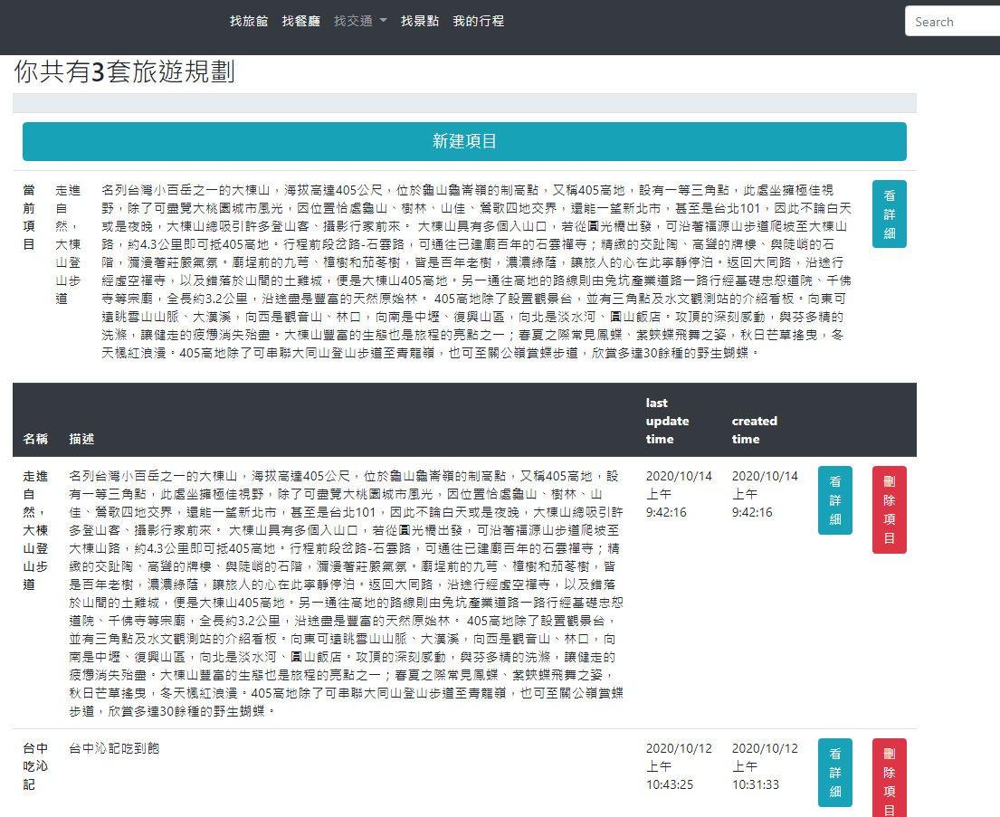 找旅館 找餐廳 找交通 找景點 我的行程
Search
你共有3套旅遊規劃
新建項目
當前項目
走進自然，大棟山登山步道
名列台灣小百岳之一的大棟山，海拔高達405公尺，位於龜山龜崙嶺的制高點，又稱405高地，設有一等三角點，此處坐擁極佳視
野，除了可盡覽大桃園城市風光，因位置恰處龜山、樹林、山佳、鶯歌四地交界，還能一望新北市，甚至是台北101，因此不論白天
或是夜晚，大棟山總吸引許多登山客、攝影行家前來。 大棟山具有多個入山口，若從圓光橋出發，可沿著福源山步道爬坡至大棟山
路，約4.3公里即可抵405高地。行程前段岔路-石雲路，可通往已建廟百年的石雲禪寺；精緻的交趾陶、高聳的牌樓、與陡峭的石
階，瀰漫著莊嚴氣氛。廟埕前的九芎、樟樹和茄苳樹，皆是百年老樹，濃濃綠蔭，讓旅人的心在此寧靜停泊。返回大同路，沿途行
經虛空禪寺，以及錯落於山間的土雞城，便是大棟山405高地。另一通往高地的路線則由兔坑產業道路一路行經基礎忠恕道院、千佛
寺等宗廟，全長約3.2公里，沿途盡是豐富的天然原始林。 405高地除了設置觀景台，並有三角點及水文觀測站的介紹看板。向東可
遠眺雪山山脈、大漢溪，向西是觀音山、林口，向南是中壢、復興山區，向北是淡水河、圓山飯店。攻頂的深刻感動，與芬多精的
洗滌，讓健走的疲憊消失殆盡。大棟山豐富的生態也是旅程的亮點之一；春夏之際常見鳳蝶、紫蛺蝶飛舞之姿，秋日芒草搖曳，冬
天楓紅浪漫。405高地除了可串聯大同山登山步道至青龍嶺，也可至關公嶺賞蝶步道，欣賞多達30餘種的野生蝴蝶。
看詳細
名稱 描述 last update time created time
走進自然，大棟山登山步道
名列台灣小百岳之一的大棟山，海拔高達405公尺，位於龜山龜崙嶺的制高點，又稱405高地，設
有一等三角點，此處坐擁極佳視野，除了可盡覽大桃園城市風光，因位置恰處龜山、樹林、山
佳、鶯歌四地交界，還能一望新北市，甚至是台北101，因此不論白天或是夜晚，大棟山總吸引許
多登山客、攝影行家前來。 大棟山具有多個入山口，若從圓光橋出發，可沿著福源山步道爬坡至
大棟山路，約4.3公里即可抵405高地。行程前段岔路-石雲路，可通往已建廟百年的石雲禪寺；精
緻的交趾陶、高聳的牌樓、與陡峭的石階，瀰漫著莊嚴氣氛。廟埕前的九芎、樟樹和茄苳樹，皆
是百年老樹，濃濃綠蔭，讓旅人的心在此寧靜停泊。返回大同路，沿途行經虛空禪寺，以及錯落
於山間的土雞城，便是大棟山405高地。另一通往高地的路線則由兔坑產業道路一路行經基礎忠恕
道院、千佛寺等宗廟，全長約3.2公里，沿途盡是豐富的天然原始林。 405高地除了設置觀景台，
並有三角點及水文觀測站的介紹看板。向東可遠眺雪山山脈、大漢溪，向西是觀音山、林口，向
南是中壢、復興山區，向北是淡水河、圓山飯店。攻頂的深刻感動，與芬多精的洗滌，讓健走的
疲憊消失殆盡。大棟山豐富的生態也是旅程的亮點之一；春夏之際常見鳳蝶、紫蛺蝶飛舞之姿，
秋日芒草搖曳，冬天楓紅浪漫。405高地除了可串聯大同山登山步道至青龍嶺，也可至關公嶺賞蝶
步道，欣賞多達30餘種的野生蝴蝶。
2020/10/14 上午 9:42:16
2020/10/14 上午 9:42:16
看詳細
刪除項目
台中吃沁記
台中沁記吃到飽
2020/10/12 上午 10:43:25
2020/10/12 上午 10:31:33
看詳細
刪除項目